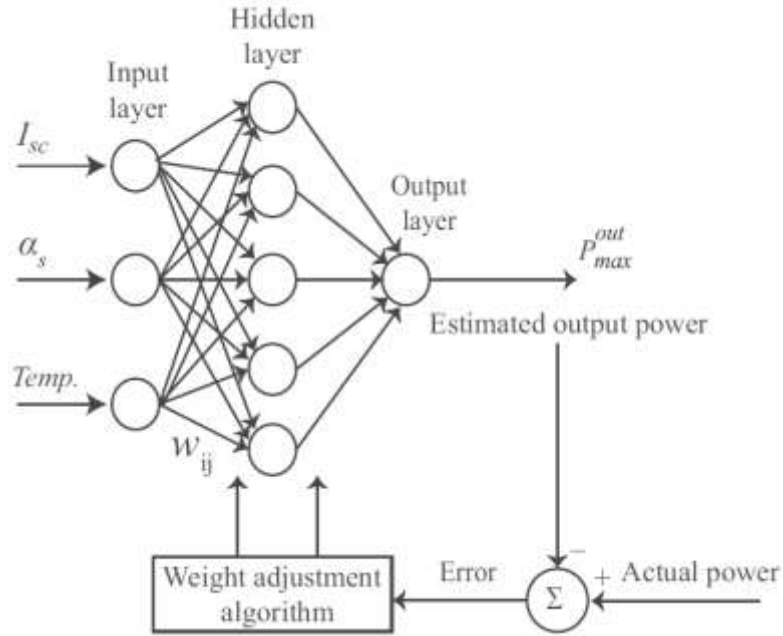 Hidden
layer
Input
layer
I_sc
Output
layer
α_s
P_max^out
Estimated output power
Temp.
w_ij
−
Weight adjustment
algorithm
Error
Σ
+ Actual power